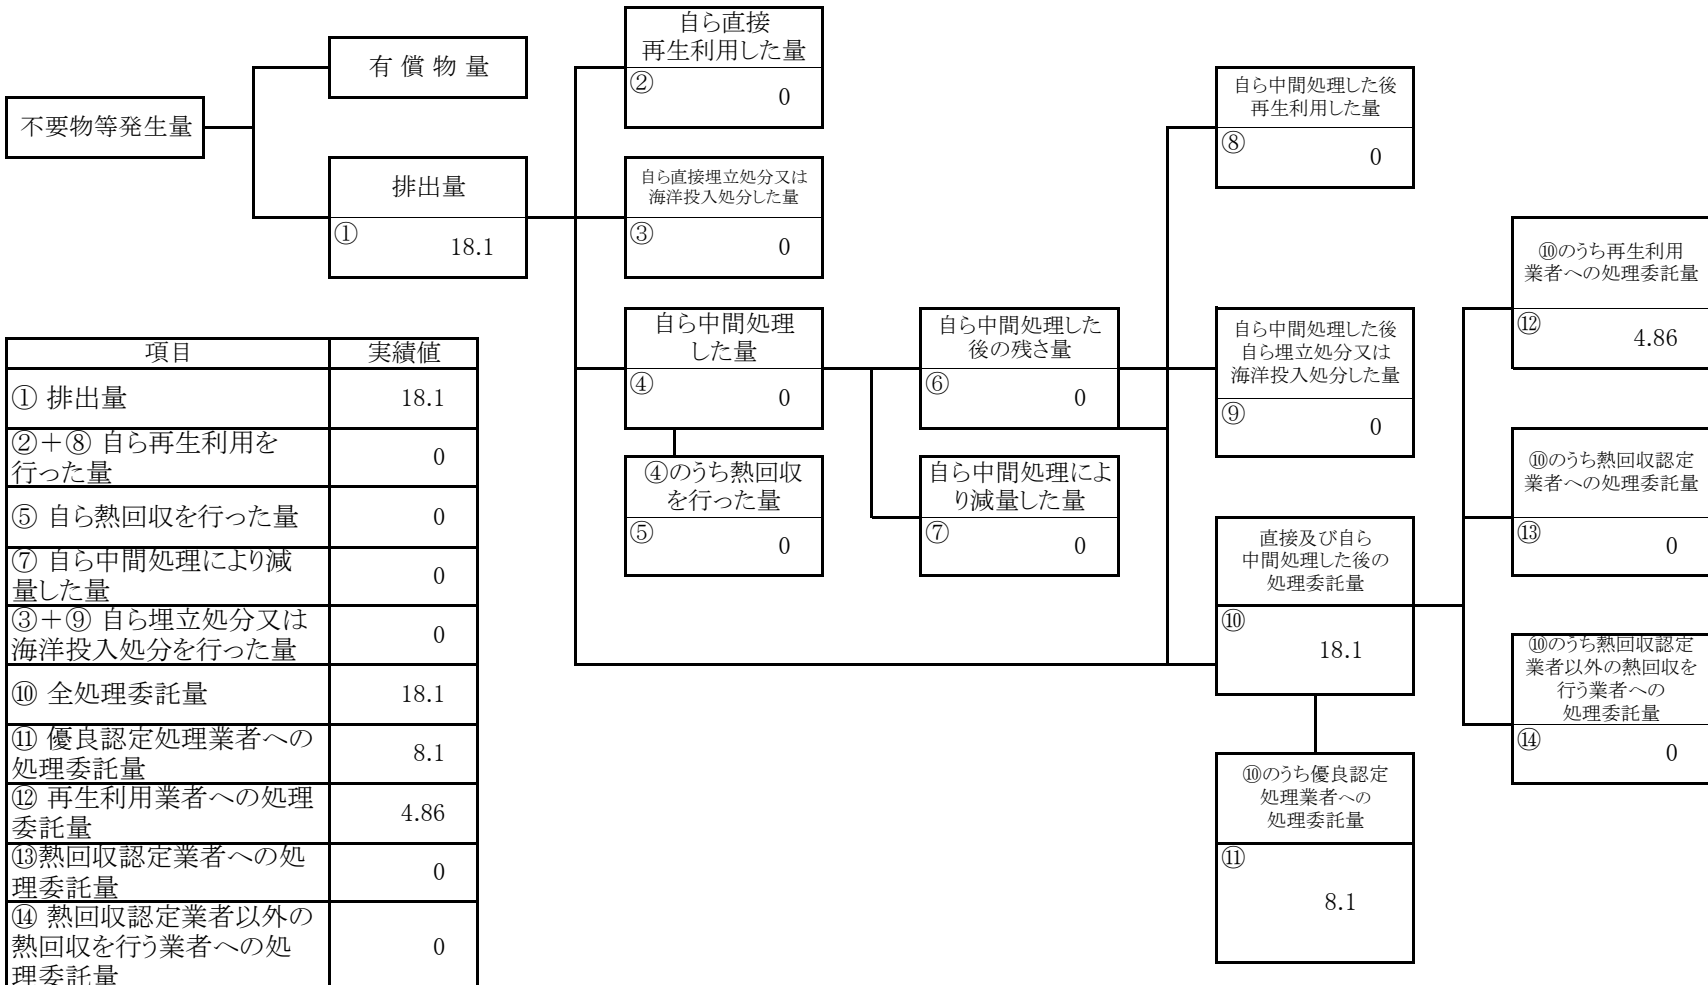 不要物等発生量
有 償 物 量
排出量
①
18.1
自ら直接
再生利用した量
②
0
自ら直接埋立処分又は
海洋投入処分した量
③
0
自ら中間処理
した量
④
0
④のうち熱回収
を行った量
⑤
0
自ら中間処理した
後の残さ量
⑥
0
自ら中間処理によ
り減量した量
⑦
0
自ら中間処理した後
再生利用した量
⑧
0
自ら中間処理した後
自ら埋立処分又は
海洋投入処分した量
⑨
0
直接及び自ら
中間処理した後の
処理委託量
⑩
18.1
⑩のうち優良認定
処理業者への
処理委託量
⑪
8.1
⑩のうち再生利用
業者への処理委託量
⑫
4.86
⑩のうち熱回収認定
業者への処理委託量
⑬
0
⑩のうち熱回収認定
業者以外の熱回収を
行う業者への
処理委託量
⑭
0
項目 実績値
① 排出量 18.1
②＋⑧ 自ら再生利用を
行った量
0
⑤ 自ら熱回収を行った量 0
⑦ 自ら中間処理により減
量した量
0
③＋⑨ 自ら埋立処分又は
海洋投入処分を行った量
0
⑩ 全処理委託量 18.1
⑪ 優良認定処理業者への
処理委託量
8.1
⑫ 再生利用業者への処理
委託量
4.86
⑬熱回収認定業者への処
理委託量
0
⑭ 熱回収認定業者以外の
熱回収を行う業者への処
理委託量
0